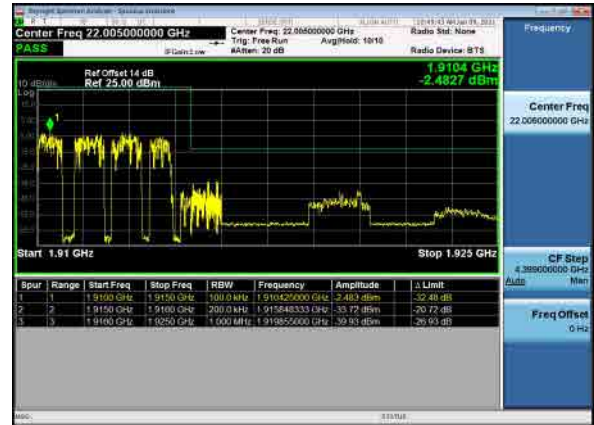 Center Freq 22.005000000 GHz
PASS
IFGain:Low
Center Freq: 22.005000000 GHz
Trig: Free Run Avg|Hold: 10/10
#Atten: 20 dB
Radio Std: None
Radio Device: BTS
Ref Offset 14 dB
Ref 25.00 dBm
10 dB/div
Log
1.9104 GHz
-2.4827 dBm
1
Start 1.91 GHz
Stop 1.925 GHz
Spur Range Start Freq Stop Freq RBW Frequency Amplitude Δ Limit
1 1 1.9100 GHz 1.9150 GHz 100.0 kHz 1.910425000 GHz -2.483 dBm -32.48 dB
2 2 1.9150 GHz 200.0 kHz 1.915848333 GHz -33.72 dBm -20.72 dB
3 3 1.9250 GHz 1.000 MHz 1.919855000 GHz -39.93 dBm -26.93 dB
Frequency
Center Freq
22.005000000 GHz
CF Step
4.399000000 GHz
Auto Man
Freq Offset
0 Hz
MSG
STATUS